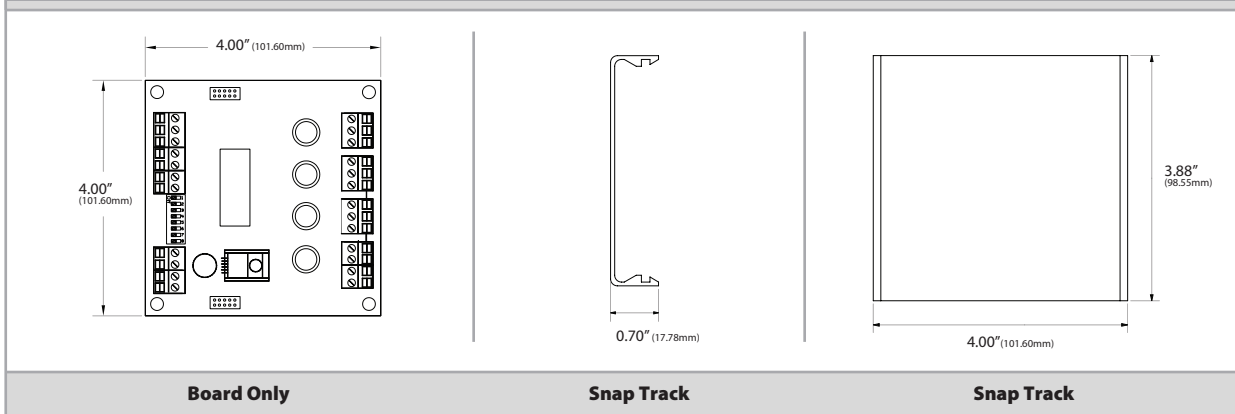 4.00" (101.60mm)
4.00"
(101.60mm)
0.70" (17.78mm)
3.88"
(98.55mm)
4.00"(101.60mm)
Board Only
Snap Track
Snap Track